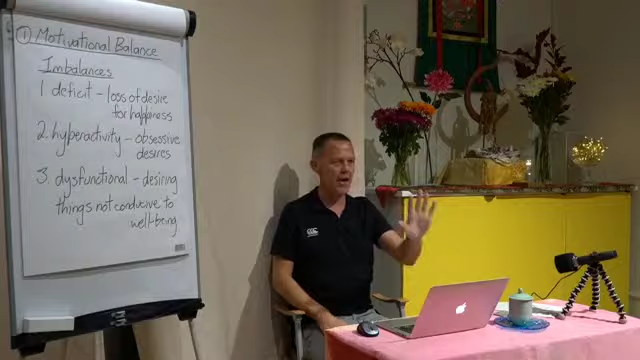 ① Motivational Balance
Imbalances
1 deficit – loss of desire
for happiness
2. hyperactivity – obsessive
desires
3. dysfunctional – desiring
things not conducive to
well-being
CCC